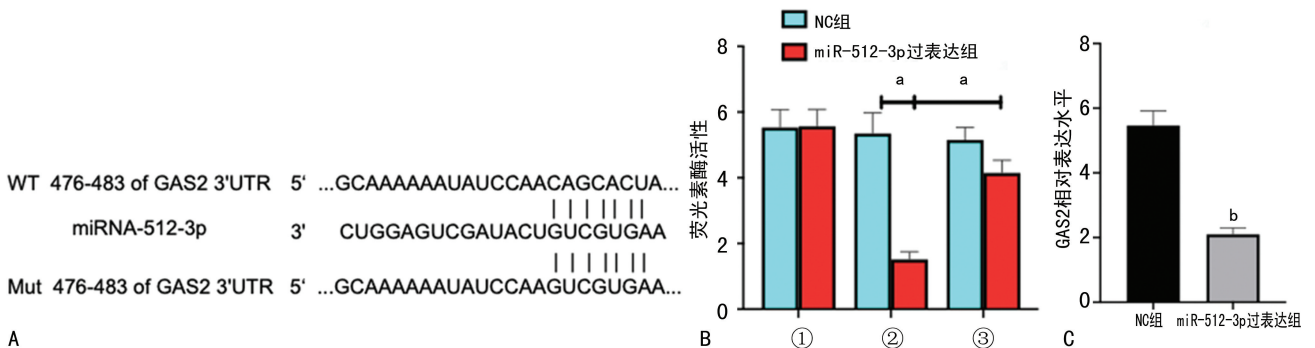 WT 476-483 of GAS2 3'UTR 5‘ ...GCAAAAAAUAUCCAACAGCACUA...
miRNA-512-3p 3' CUGGAGUCGAUACUGUCGUGAA
Mut 476-483 of GAS2 3'UTR 5‘ ...GCAAAAAAUAUCCAAGUCGUGAA...
A
NC组
miR-512-3p过表达组
荧光素酶活性
8
6
4
2
0
a
a
①
②
③
B
GAS2相对表达水平
8
6
4
2
0
b
NC组
miR-512-3p过表达组
C